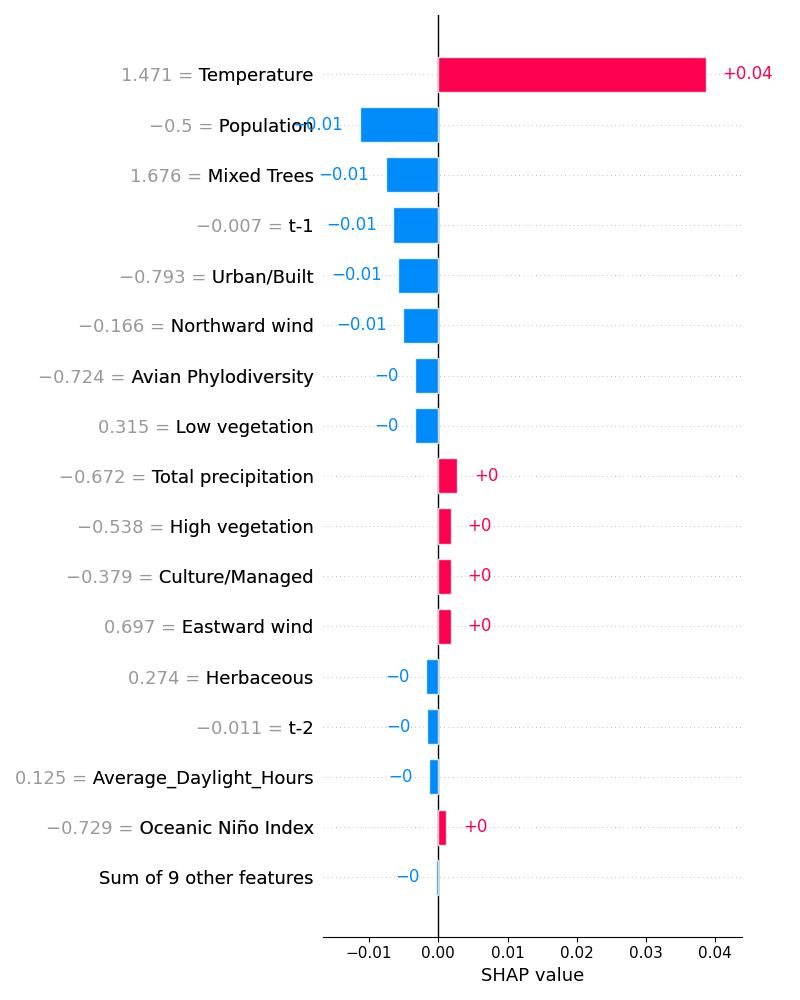 1.471 = Temperature +0.04
−0.5 = Population −0.01
1.676 = Mixed Trees −0.01
−0.007 = t-1 −0.01
−0.793 = Urban/Built −0.01
−0.166 = Northward wind −0.01
−0.724 = Avian Phylodiversity −0
0.315 = Low vegetation −0
−0.672 = Total precipitation +0
−0.538 = High vegetation +0
−0.379 = Culture/Managed +0
0.697 = Eastward wind +0
0.274 = Herbaceous −0
−0.011 = t-2 −0
0.125 = Average_Daylight_Hours −0
−0.729 = Oceanic Niño Index +0
Sum of 9 other features −0
−0.01 0.00 0.01 0.02 0.03 0.04
SHAP value